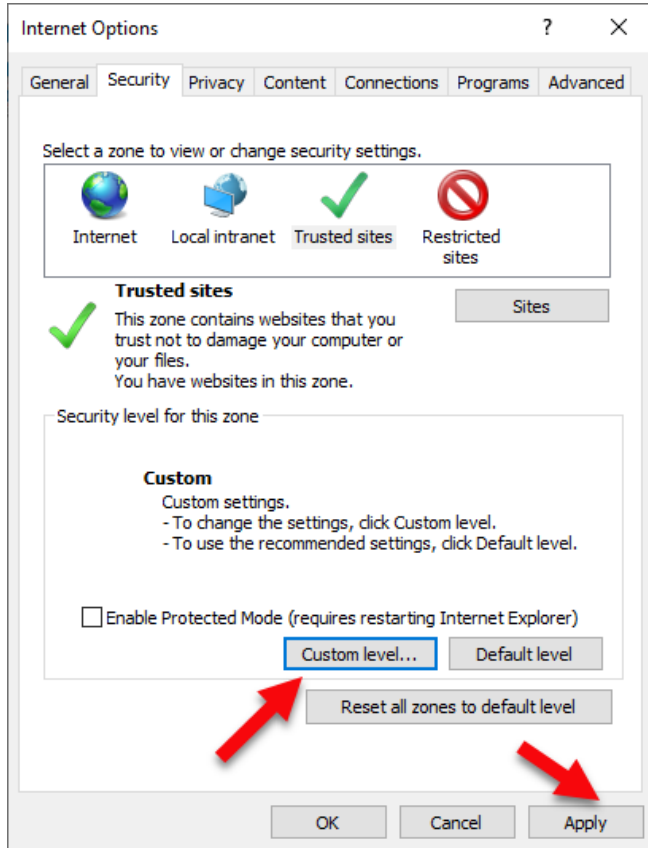 Internet Options
?
General Security Privacy Content Connections Programs Advanced
Select a zone to view or change security settings.
Internet Local intranet Trusted sites Restricted
sites
Trusted sites
Sites
This zone contains websites that you
trust not to damage your computer or
your files.
You have websites in this zone.
Security level for this zone
Custom
Custom settings.
- To change the settings, click Custom level.
- To use the recommended settings, click Default level.
Enable Protected Mode (requires restarting Internet Explorer)
Custom level... Default level
Reset all zones to default level
OK Cancel Apply